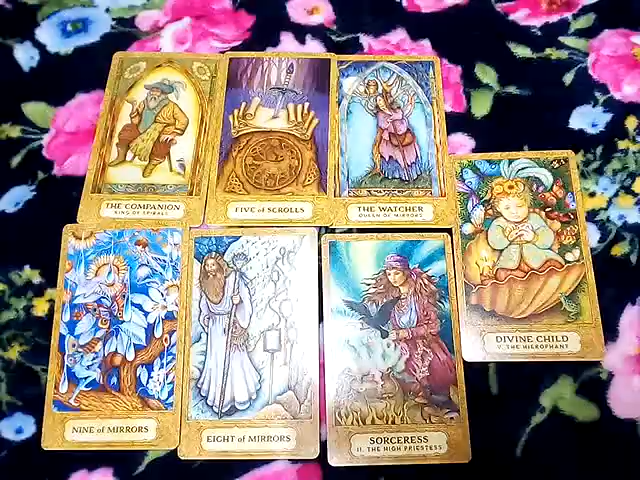 THE COMPANION
KING OF SPIRALS
FIVE of SCROLLS
THE WATCHER
QUEEN OF MIRRORS
DIVINE CHILD
V. THE HIEROPHANT
NINE of MIRRORS
EIGHT of MIRRORS
SORCERESS
II. THE HIGH PRIESTESS